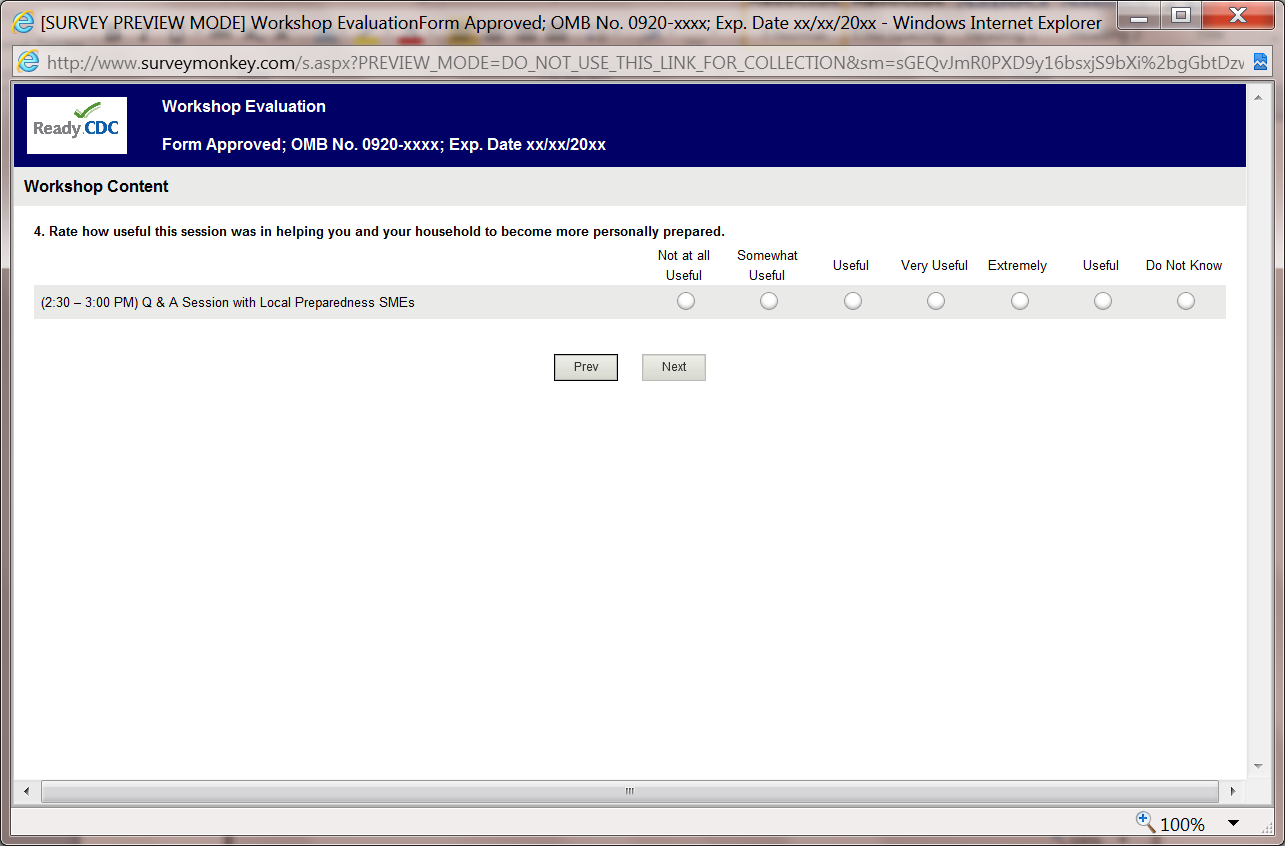 [SURVEY PREVIEW MODE] Workshop EvaluationForm Approved; OMB No. 0920-xxxx; Exp. Date xx/xx/20xx - Windows Internet Explorer
http://www.surveymonkey.com/s.aspx?PREVIEW_MODE=DO_NOT_USE_THIS_LINK_FOR_COLLECTION&sm=sGEQvJmR0PXD9y16bsxjS9bXi%2bgGbtDzv
Ready CDC
Workshop Evaluation
Form Approved; OMB No. 0920-xxxx; Exp. Date xx/xx/20xx
Workshop Content
4. Rate how useful this session was in helping you and your household to become more personally prepared.
Not at all Useful
Somewhat Useful
Useful
Very Useful
Extremely
Useful
Do Not Know
(2:30 – 3:00 PM) Q & A Session with Local Preparedness SMEs
Prev
Next
100%